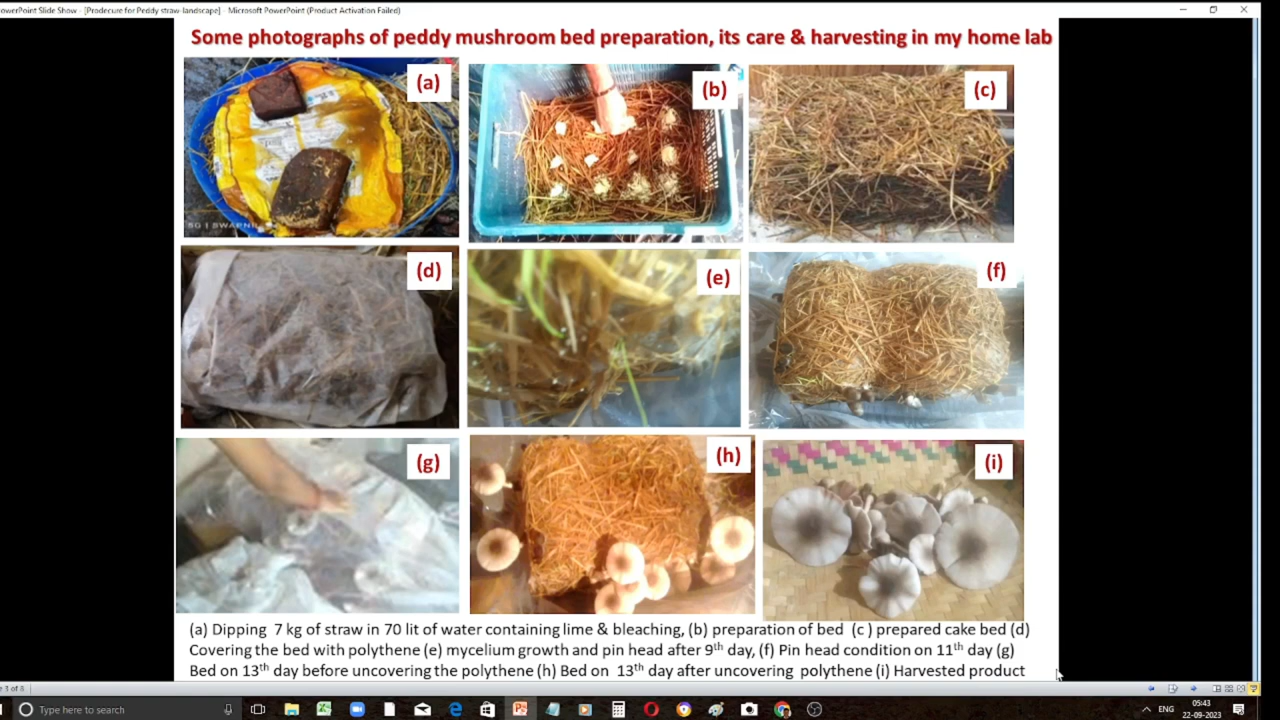 PowerPoint Slide Show - [Prodecure for Peddy straw-landscape] - Microsoft PowerPoint (Product Activation Failed)
Some photographs of peddy mushroom bed preparation, its care & harvesting in my home lab
(a)
(b)
(c)
5G | SWAPNIL
(d)
(e)
(f)
(g)
(h)
(i)
(a) Dipping 7 kg of straw in 70 lit of water containing lime & bleaching, (b) preparation of bed (c ) prepared cake bed (d)
Covering the bed with polythene (e) mycelium growth and pin head after 9th day, (f) Pin head condition on 11th day (g)
Bed on 13th day before uncovering the polythene (h) Bed on 13th day after uncovering polythene (i) Harvested product
Type here to search
ENG
05:43
22-09-2023